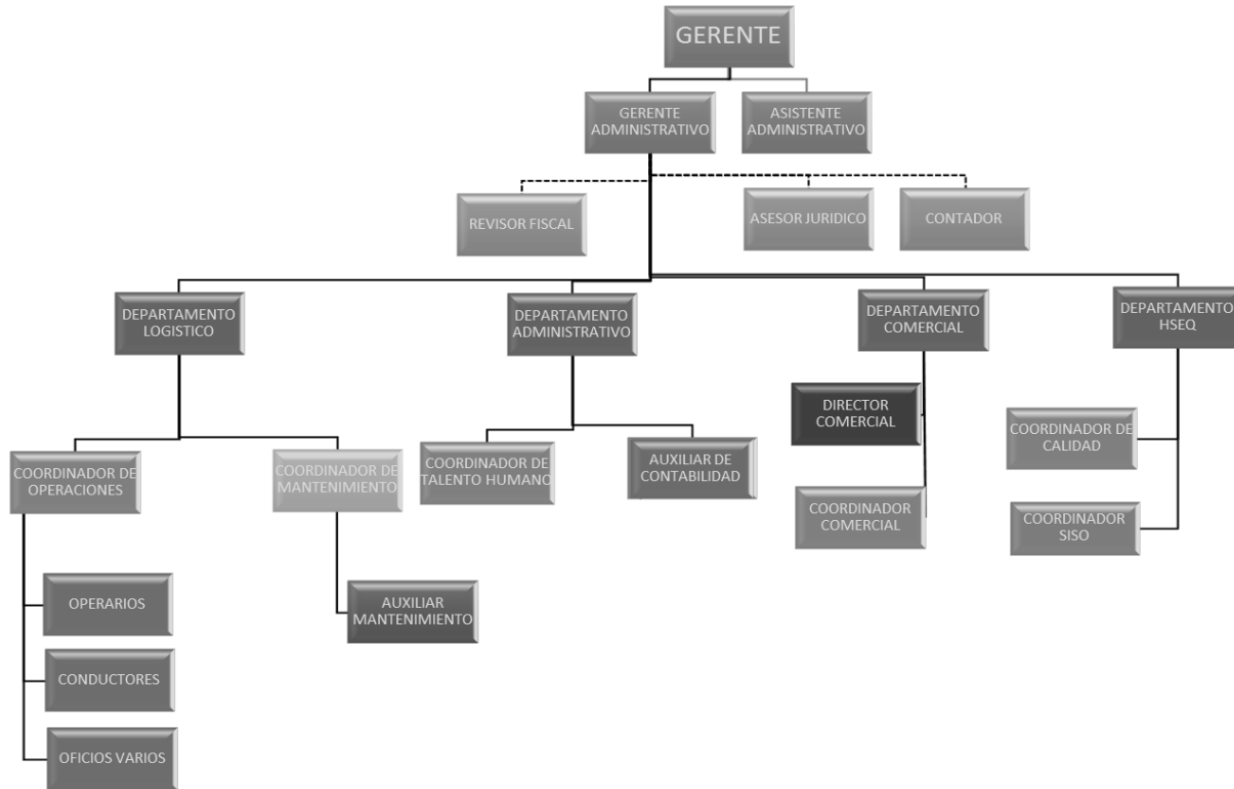 GERENTE
GERENTE
ADMINISTRATIVO
ASISTENTE
ADMINISTRATIVO
REVISOR FISCAL
ASESOR JURIDICO
CONTADOR
DEPARTAMENTO
LOGISTICO
DEPARTAMENTO
ADMINISTRATIVO
DEPARTAMENTO
COMERCIAL
DEPARTAMENTO
HSEQ
COORDINADOR DE
OPERACIONES
COORDINADOR DE
MANTENIMIENTO
COORDINADOR DE
TALENTO HUMANO
AUXILIAR DE
CONTABILIDAD
DIRECTOR
COMERCIAL
COORDINADOR DE
CALIDAD
COORDINADOR
COMERCIAL
COORDINADOR
SISO
OPERARIOS
AUXILIAR
MANTENIMIENTO
CONDUCTORES
OFICIOS VARIOS